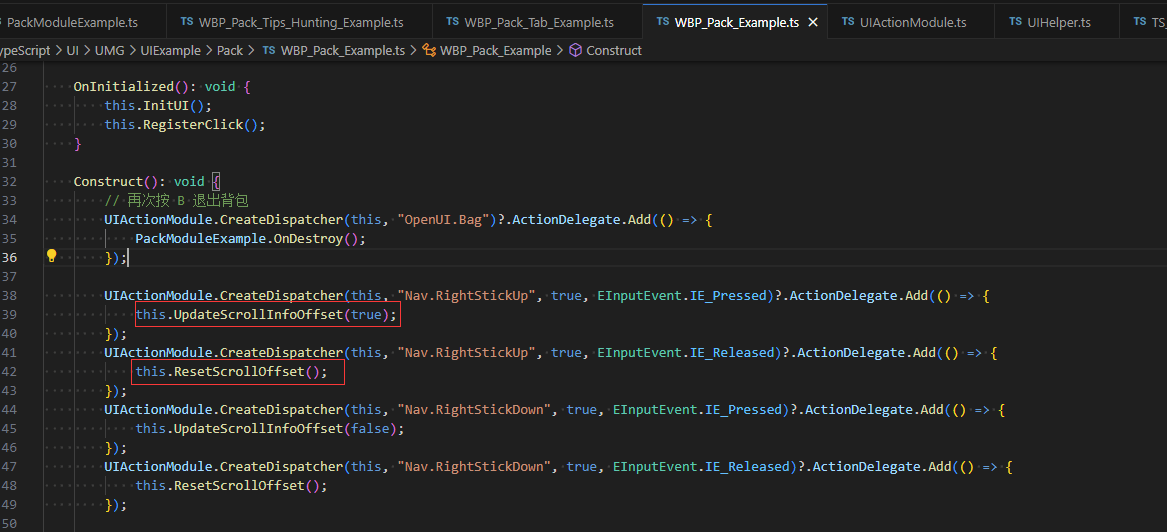 PackModuleExample.ts TS WBP_Pack_Tips_Hunting_Example.ts TS WBP_Pack_Tab_Example.ts TS WBP_Pack_Example.ts × TS UIActionModule.ts TS UIHelper.ts TS TS_
ypeScript > UI > UMG > UIExample > Pack > TS WBP_Pack_Example.ts > WBP_Pack_Example > Construct
26
27 OnInitialized(): void {
28 this.InitUI();
29 this.RegisterClick();
30 }
31
32 Construct(): void {
33 // 再次按 B 退出背包
34 UIActionModule.CreateDispatcher(this, "OpenUI.Bag")?.ActionDelegate.Add(() => {
35 PackModuleExample.OnDestroy();
36 });
37
38 UIActionModule.CreateDispatcher(this, "Nav.RightStickUp", true, EInputEvent.IE_Pressed)?.ActionDelegate.Add(() => {
39 this.UpdateScrollInfoOffset(true);
40 });
41 UIActionModule.CreateDispatcher(this, "Nav.RightStickUp", true, EInputEvent.IE_Released)?.ActionDelegate.Add(() => {
42 this.ResetScrollOffset();
43 });
44 UIActionModule.CreateDispatcher(this, "Nav.RightStickDown", true, EInputEvent.IE_Pressed)?.ActionDelegate.Add(() => {
45 this.UpdateScrollInfoOffset(false);
46 });
47 UIActionModule.CreateDispatcher(this, "Nav.RightStickDown", true, EInputEvent.IE_Released)?.ActionDelegate.Add(() => {
48 this.ResetScrollOffset();
49 });
50